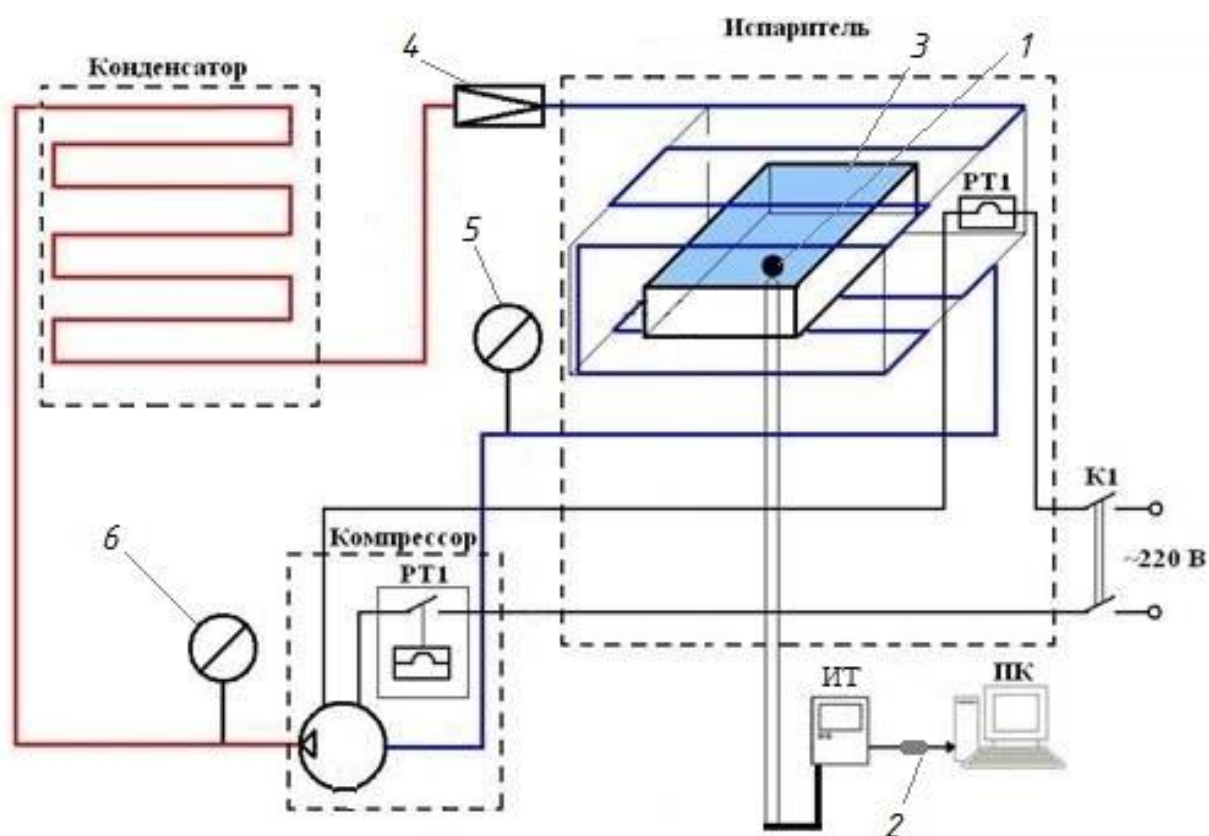 Испаритель
4
3
1
Конденсатор
РТ1
5
К1
6
Компрессор
РТ1
~220 В
ИТ
ПК
2